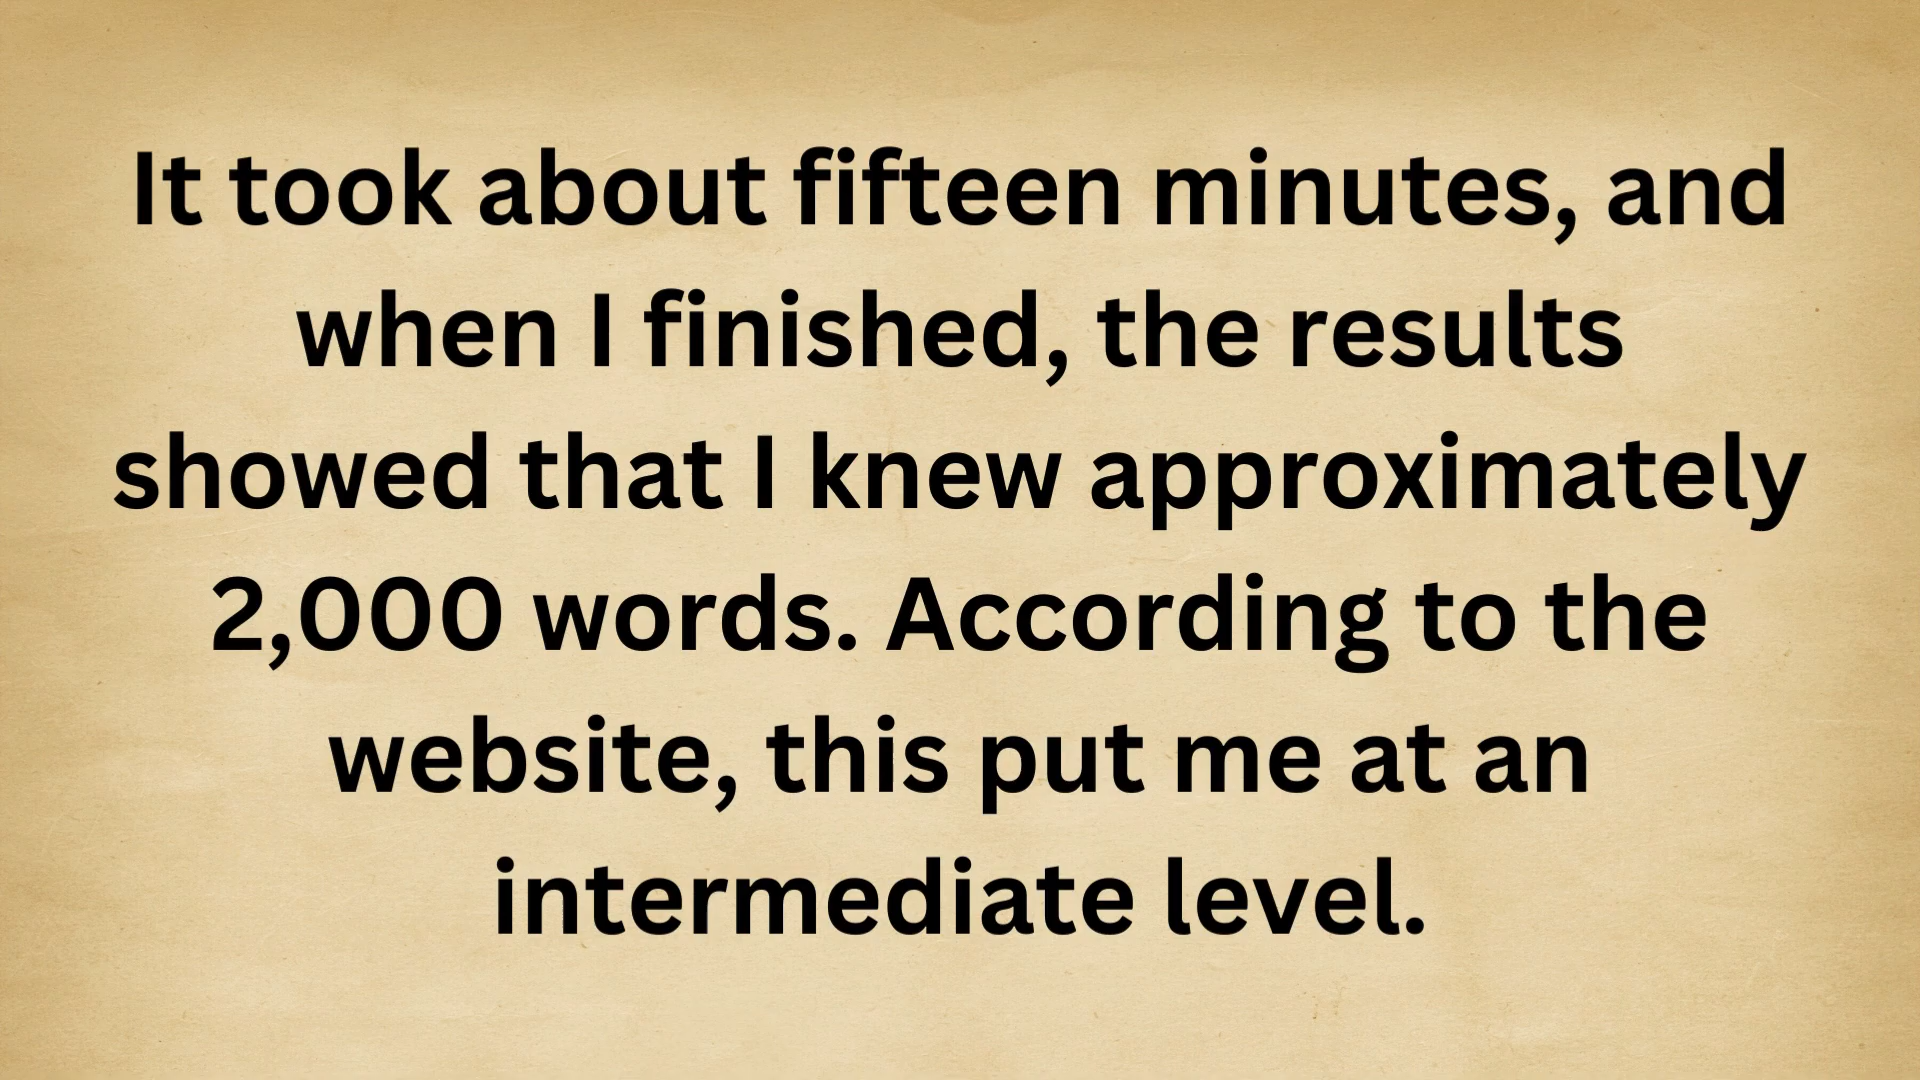 It took about fifteen minutes, and
when I finished, the results
showed that I knew approximately
2,000 words. According to the
website, this put me at an
intermediate level.